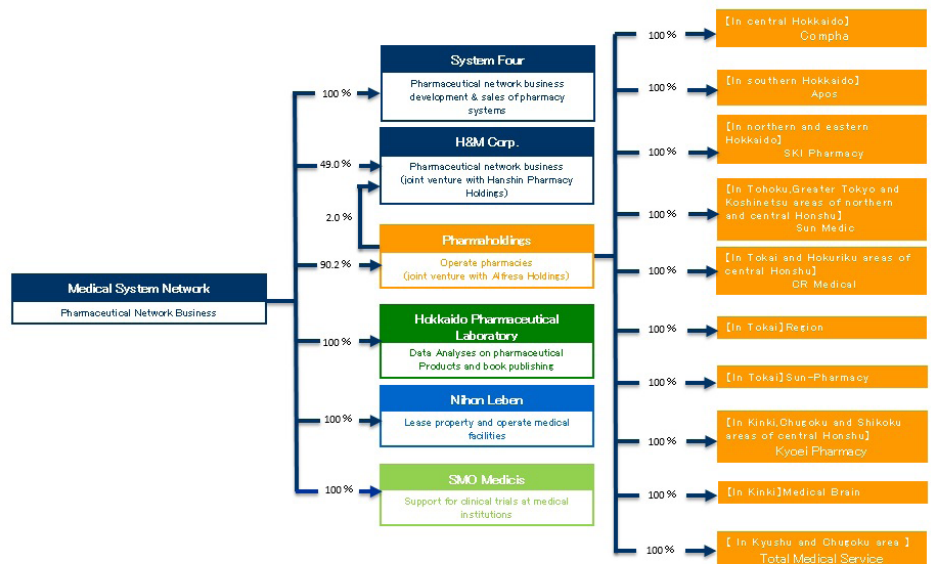 Medical System Network
Pharmaceutical Network Business
100 %
System Four
Pharmaceutical network business
development & sales of pharmacy
systems
49.0 %
H&M Corp.
Pharmaceutical network business
(joint venture with Hanshin Pharmacy
Holdings)
2.0 %
90.2 %
Pharmaholdings
Operate pharmacies
(joint venture with Alfresa Holdings)
100 %
Hokkaido Pharmaceutical
Laboratory
Data Analyses on pharmaceutical
Products and book publishing
100 %
Nihon Leben
Lease property and operate medical
facilities
100 %
SMO Medicis
Support for clinical trials at medical
institutions
100 %
【In central Hokkaido】
Compha
100 %
【In southern Hokkaido】
Apos
100 %
【In northern and eastern
Hokkaido】
SKI Pharmacy
100 %
【In Tohoku,Greater Tokyo and
Koshinetsu areas of northern
and central Honshu】
Sun Medic
100 %
【In Tokai and Hokuriku areas of
central Honshu】
OR Medical
100 %
【In Tokai】Region
100 %
【In Tokai】Sun-Pharmacy
100 %
【In Kinki,Chugoku and Shikoku
areas of central Honshu】
Kyoei Pharmacy
100 %
【In Kinki】Medical Brain
100 %
【 In Kyushu and Chugoku area 】
Total Medical Service